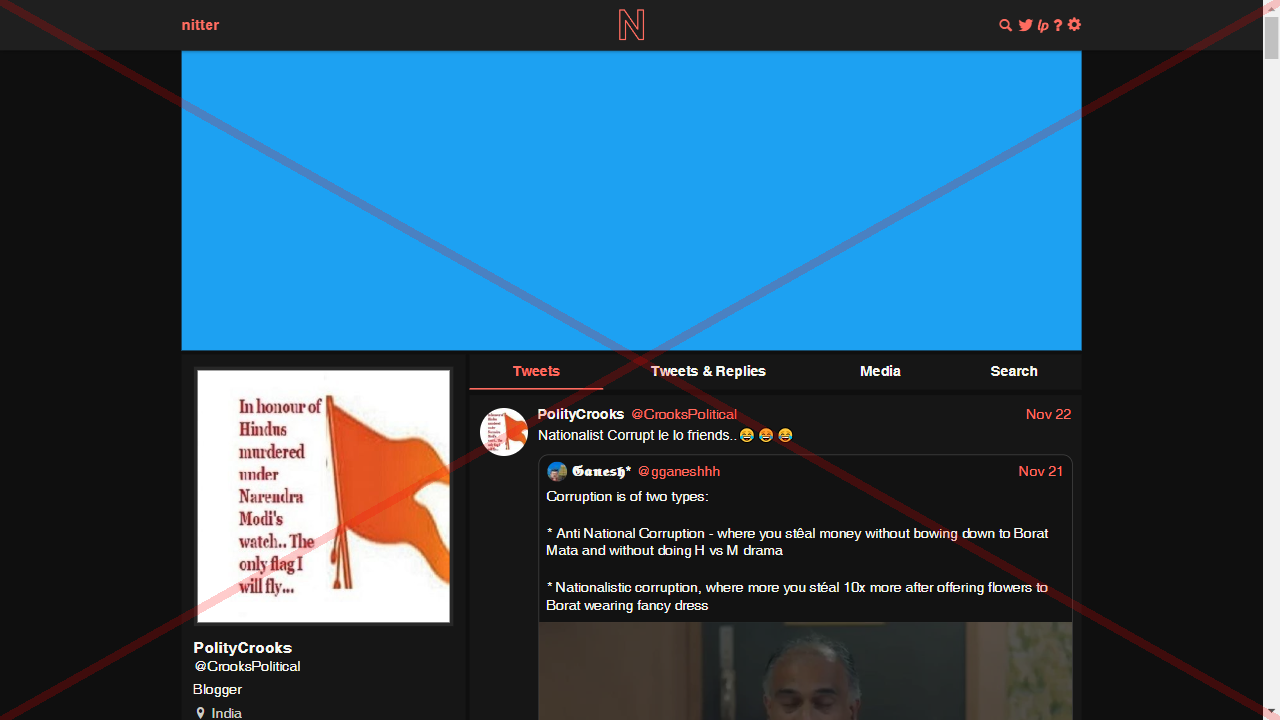 nitter
N
lp ?
In honour of
Hindus
murdered
under
Narendra
Modi's
watch.. The
only flag I
will fly...
PolityCrooks
@CrooksPolitical
Blogger
India
Tweets Tweets & Replies Media Search
PolityCrooks @CrooksPolitical Nov 22
Nationalist Corrupt le lo friends.. 😂 😂 😂
𝕲𝖆𝖓𝖊𝖘𝖍* @gganeshhh Nov 21
Corruption is of two types:
* Anti National Corruption - where you stêal money without bowing down to Borat
Mata and without doing H vs M drama
* Nationalistic corruption, where more you stéal 10x more after offering flowers to
Borat wearing fancy dress